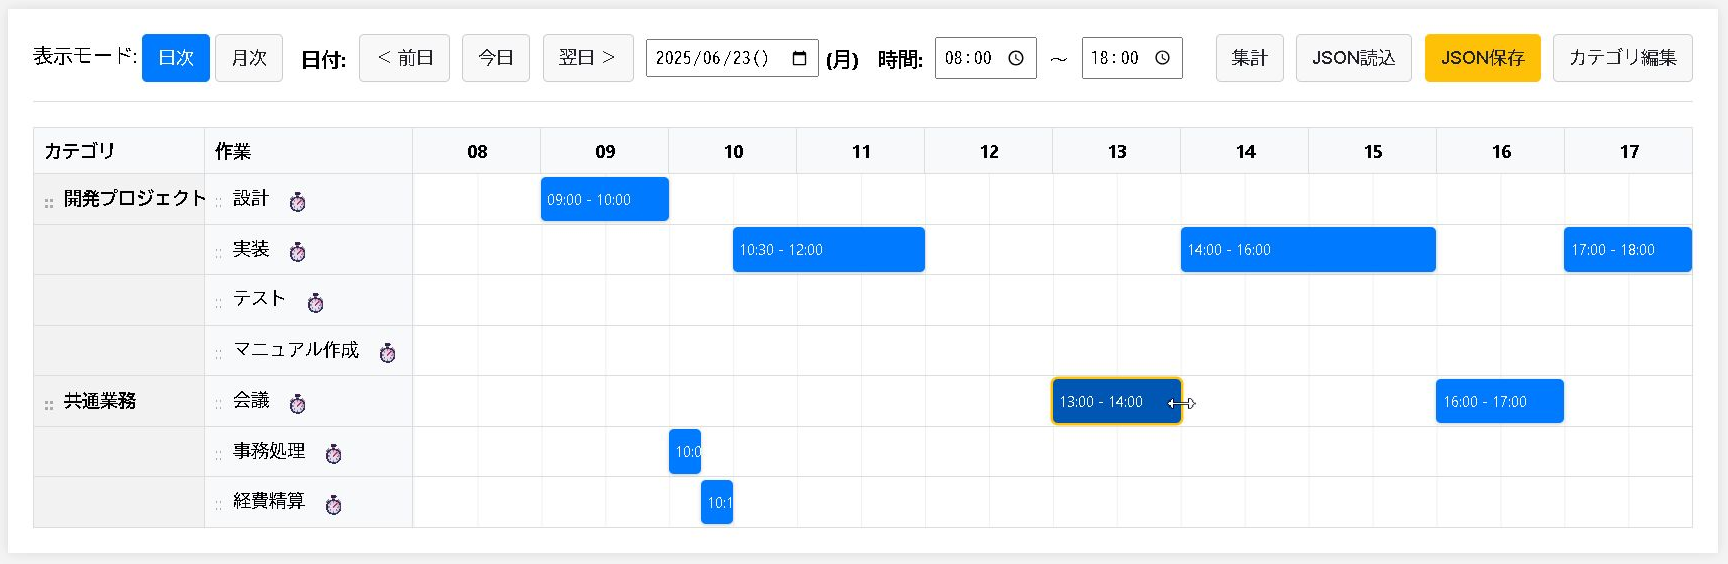 表示モード: 日次 月次 日付: < 前日 今日 翌日 > 2025/06/23() (月) 時間: 08:00 ～ 18:00 集計 JSON読込 JSON保存 カテゴリ編集
カテゴリ 作業 08 09 10 11 12 13 14 15 16 17
開発プロジェクト 設計 09:00 - 10:00
実装 10:30 - 12:00 14:00 - 16:00 17:00 - 18:00
テスト
マニュアル作成
共通業務 会議 13:00 - 14:00 16:00 - 17:00
事務処理 10:0
経費精算 10:1